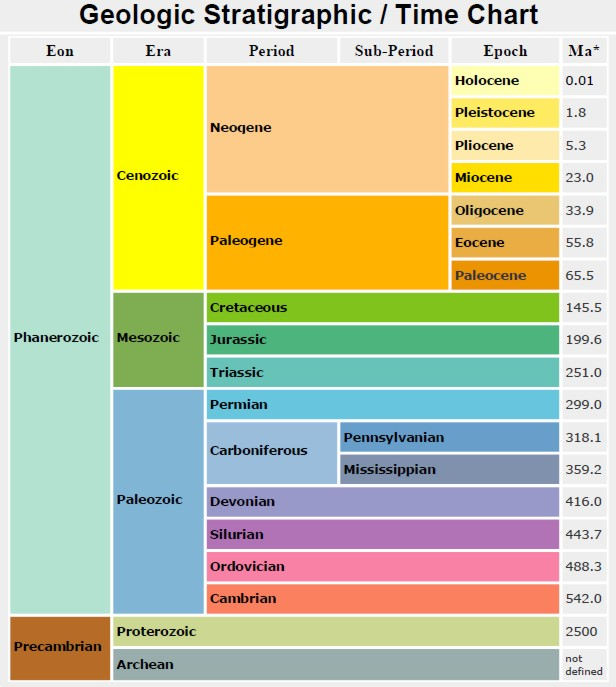 Geologic Stratigraphic / Time Chart
Eon Era Period Sub-Period Epoch Ma*
Phanerozoic
Cenozoic
Neogene
Holocene 0.01
Pleistocene 1.8
Pliocene 5.3
Miocene 23.0
Paleogene
Oligocene 33.9
Eocene 55.8
Paleocene 65.5
Mesozoic
Cretaceous 145.5
Jurassic 199.6
Triassic 251.0
Paleozoic
Permian 299.0
Carboniferous
Pennsylvanian 318.1
Mississippian 359.2
Devonian 416.0
Silurian 443.7
Ordovician 488.3
Cambrian 542.0
Precambrian
Proterozoic 2500
Archean not
defined